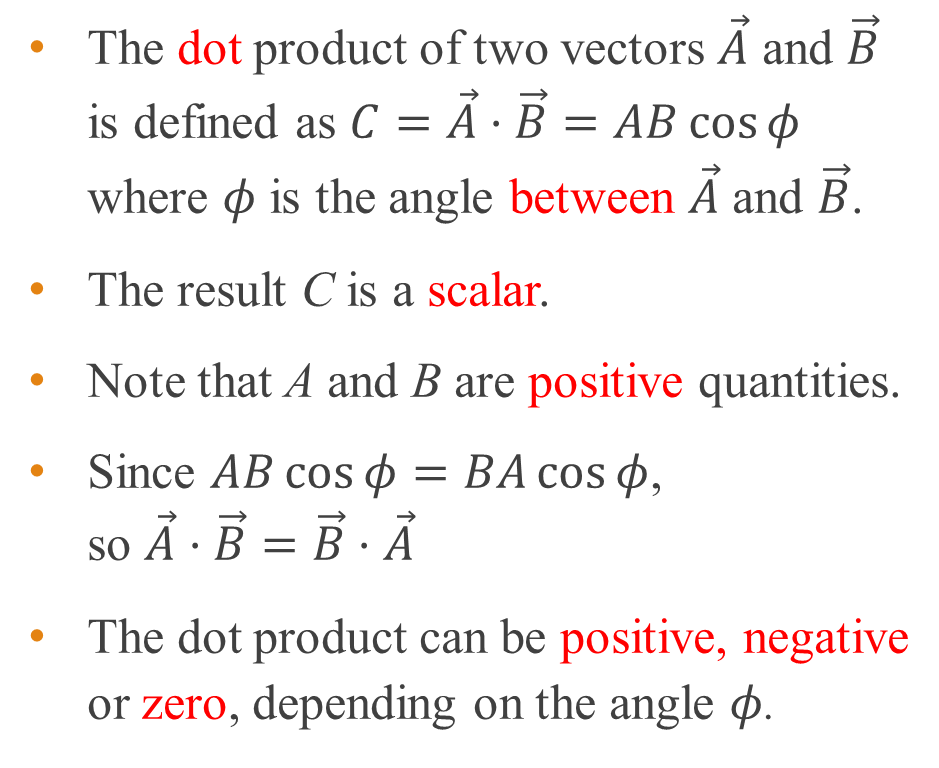 • The dot product of two vectors \(\vec{A}\) and \(\vec{B}\)
is defined as \(C = \vec{A} \cdot \vec{B} = AB \cos \phi\)
where \(\phi\) is the angle between \(\vec{A}\) and \(\vec{B}\).
• The result \(C\) is a scalar.
• Note that \(A\) and \(B\) are positive quantities.
• Since \(AB \cos \phi = BA \cos \phi\),
so \(\vec{A} \cdot \vec{B} = \vec{B} \cdot \vec{A}\)
• The dot product can be positive, negative
or zero, depending on the angle \(\phi\).